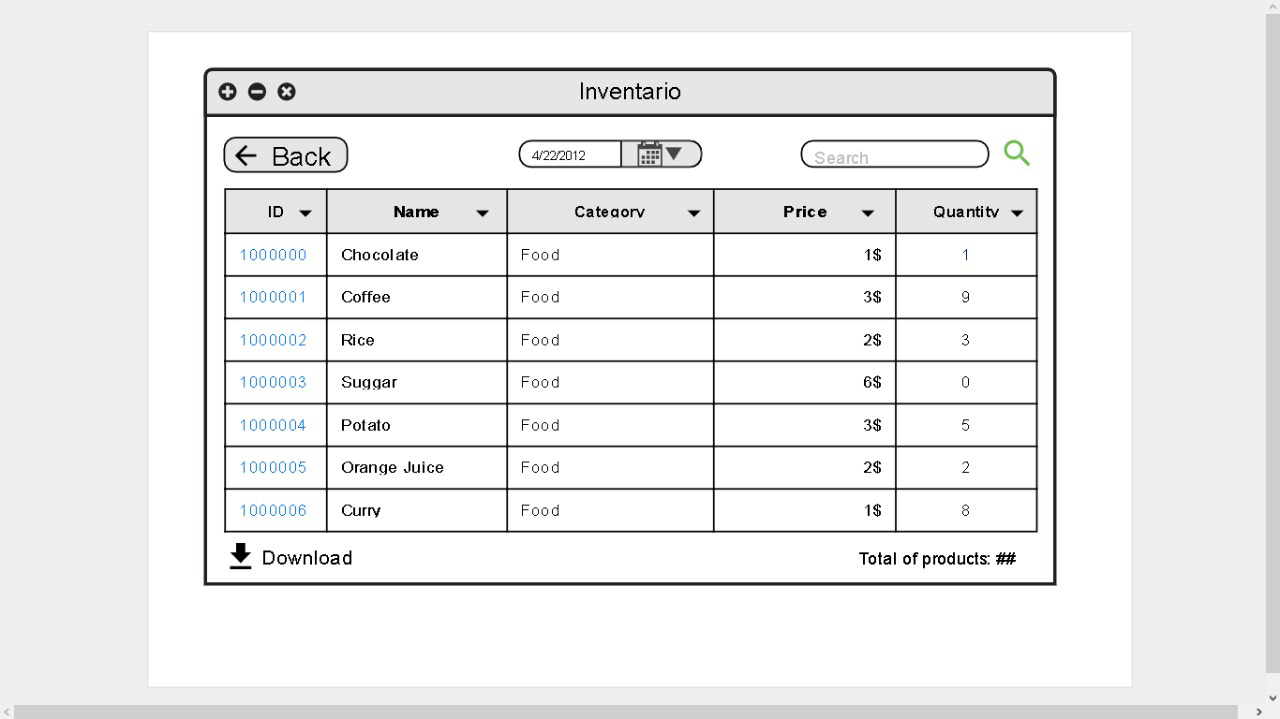 Inventario
Back 4/22/2012 Search
ID Name Category Price Quantity
1000000 Chocolate Food 1$ 1
1000001 Coffee Food 3$ 9
1000002 Rice Food 2$ 3
1000003 Suggar Food 6$ 0
1000004 Potato Food 3$ 5
1000005 Orange Juice Food 2$ 2
1000006 Curry Food 1$ 8
Download Total of products: ##